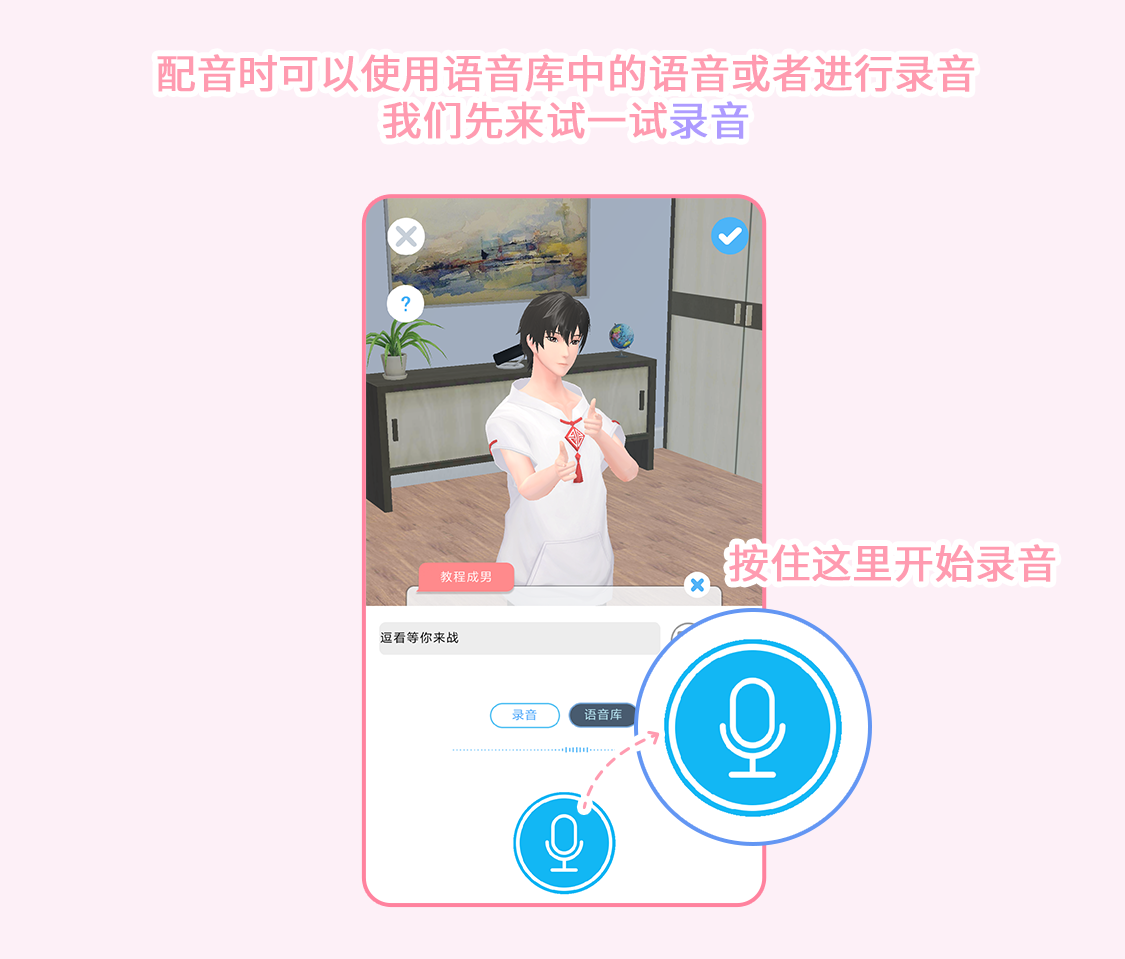 配音时可以使用语音库中的语音或者进行录音
我们先来试一试录音
?
按住这里开始录音
教程成男
逗看等你来战
录音
语音库